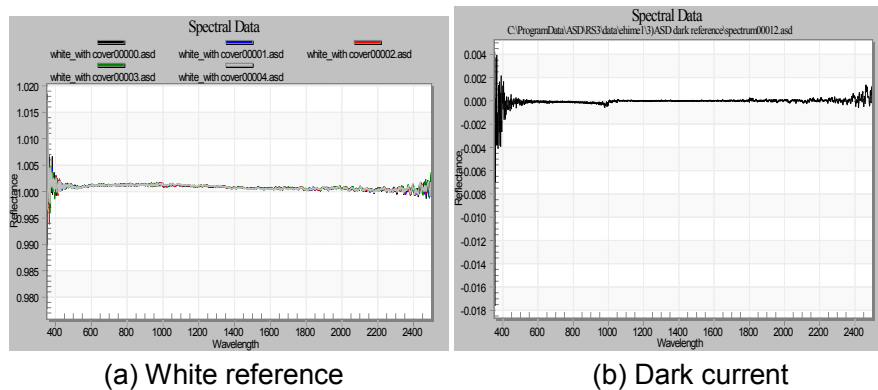 Spectral Data
white_with cover00000.asd white_with cover00001.asd white_with cover00002.asd
white_with cover00003.asd white_with cover00004.asd
1.020
1.015
1.010
1.005
1.000
0.995
0.990
0.985
0.980
Reflectance
400 600 800 1000 1200 1400 1600 1800 2000 2200 2400
Wavelength
(a) White reference
Spectral Data
C:\ProgramData\ASD\RS3\data\ehime1\3)ASD dark reference\spectrum00012.asd
0.004
0.002
0.000
-0.002
-0.004
-0.006
-0.008
-0.010
-0.012
-0.014
-0.016
-0.018
Reflectance
400 600 800 1000 1200 1400 1600 1800 2000 2200 2400
Wavelength
(b) Dark current